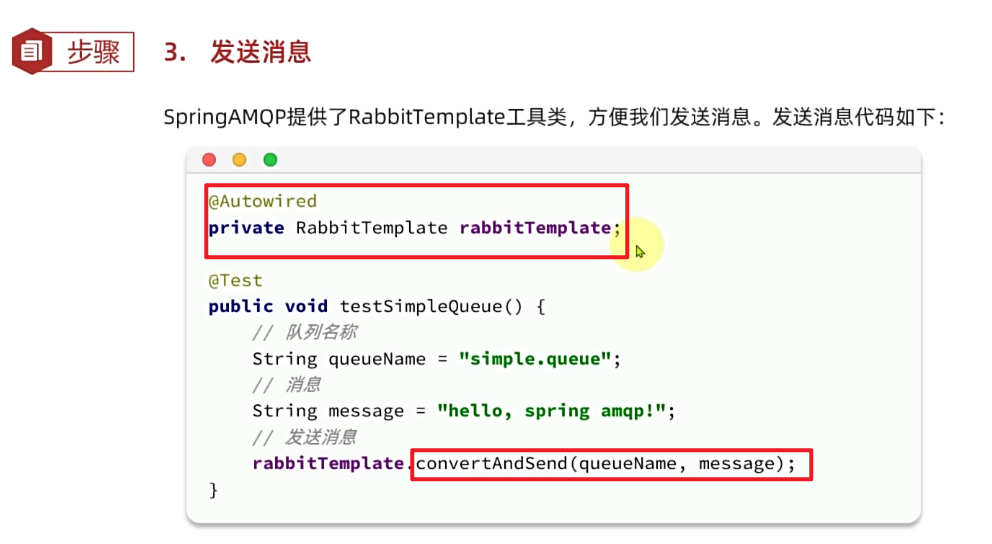 步骤
3. 发送消息
SpringAMQP提供了RabbitTemplate工具类，方便我们发送消息。发送消息代码如下：
@Autowired
private RabbitTemplate rabbitTemplate;
@Test
public void testSimpleQueue() {
// 队列名称
String queueName = "simple.queue";
// 消息
String message = "hello, spring amqp!";
// 发送消息
rabbitTemplate.convertAndSend(queueName, message);
}